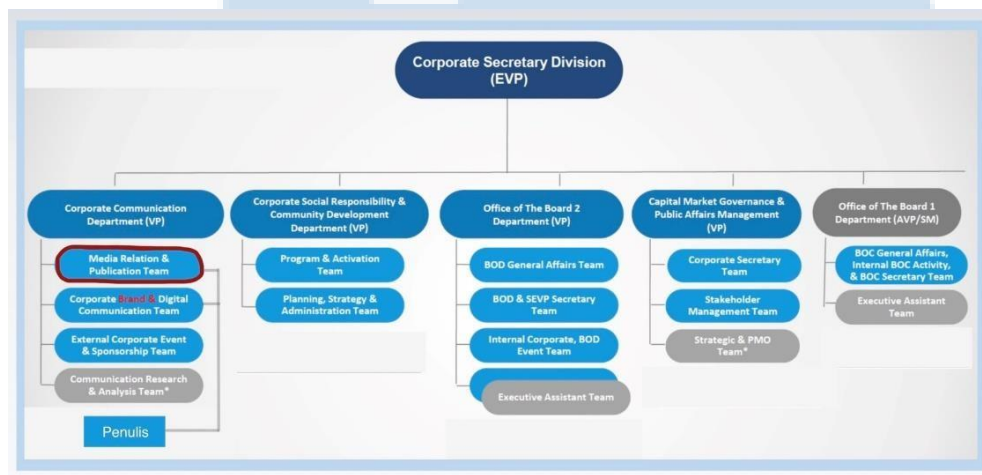 Corporate Secretary Division
(EVP)
Corporate Communication
Department (VP)
Media Relation &
Publication Team
Corporate Brand & Digital
Communication Team
External Corporate Event
& Sponsorship Team
Communication Research
& Analysis Team*
Penulis
Corporate Social Responsibility &
Community Development
Department (VP)
Program & Activation
Team
Planning, Strategy &
Administration Team
Office of The Board 2
Department (VP)
BOD General Affairs Team
BOD & SEVP Secretary
Team
Internal Corporate, BOD
Event Team
Executive Assistant Team
Capital Market Governance &
Public Affairs Management
(VP)
Corporate Secretary
Team
Stakeholder
Management Team
Strategic & PMO
Team*
Office of The Board 1
Department (AVP/SM)
BOC General Affairs,
Internal BOC Activity,
& BOC Secretary Team
Executive Assistant
Team